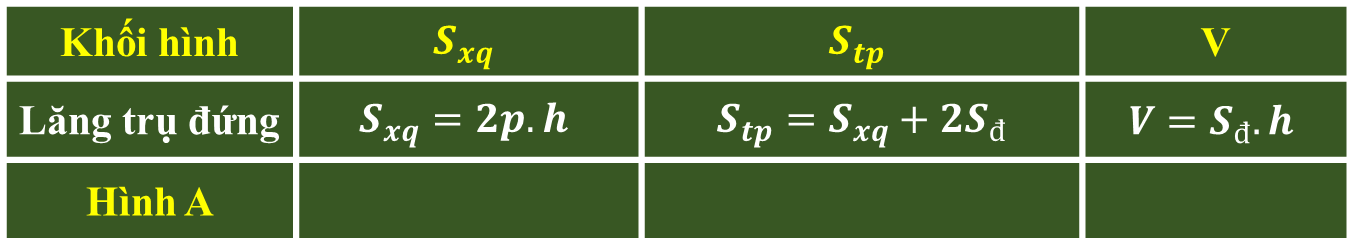 Khối hình S_xq S_tp V
Lăng trụ đứng S_xq = 2p.h S_tp = S_xq + 2S_đ V = S_đ.h
Hình A